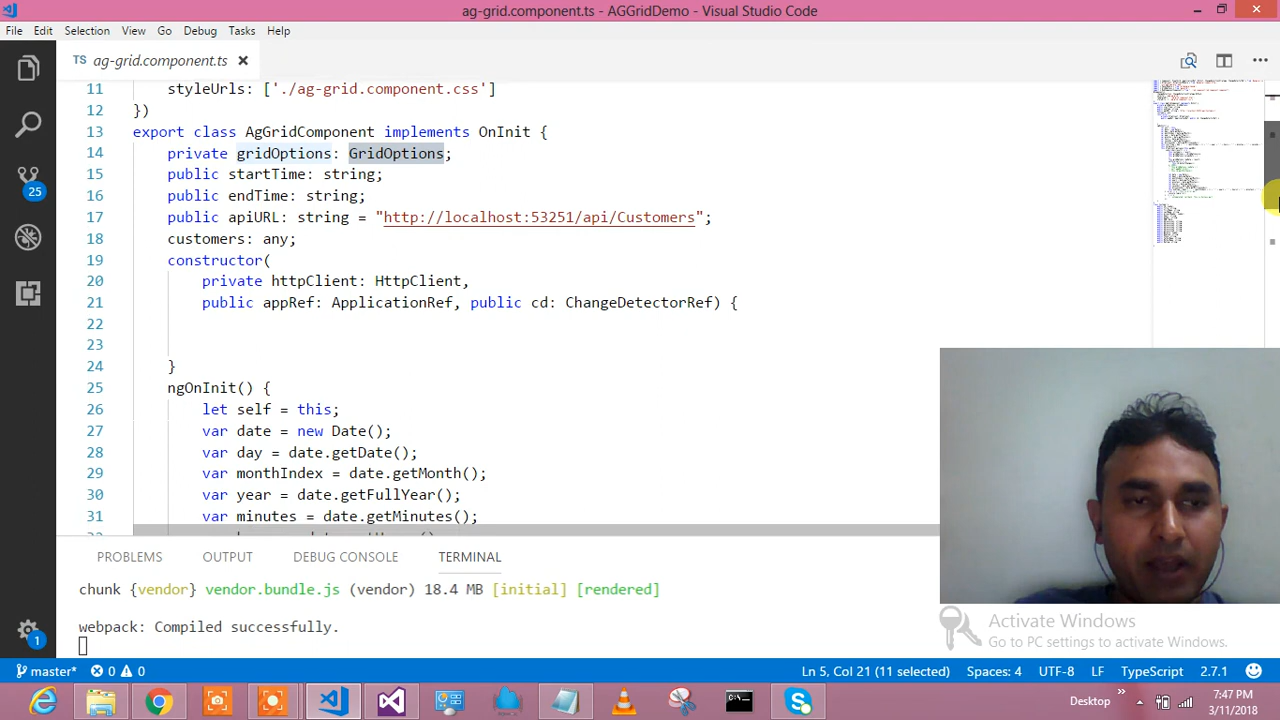 ag-grid.component.ts - AGGridDemo - Visual Studio Code
File Edit Selection View Go Debug Tasks Help
TS ag-grid.component.ts
11 styleUrls: ['./ag-grid.component.css']
12 })
13 export class AgGridComponent implements OnInit {
14 private gridOptions: GridOptions;
15 public startTime: string;
16 public endTime: string;
17 public apiURL: string = "http://localhost:53251/api/Customers";
18 customers: any;
19 constructor(
20 private httpClient: HttpClient,
21 public appRef: ApplicationRef, public cd: ChangeDetectorRef) {
22
23
24 }
25 ngOnInit() {
26 let self = this;
27 var date = new Date();
28 var day = date.getDate();
29 var monthIndex = date.getMonth();
30 var year = date.getFullYear();
31 var minutes = date.getMinutes();
25
PROBLEMS OUTPUT DEBUG CONSOLE TERMINAL
chunk {vendor} vendor.bundle.js (vendor) 18.4 MB [initial] [rendered]
webpack: Compiled successfully.
Activate Windows
Go to PC settings to activate Windows.
1
master* 0 0 Ln 5, Col 21 (11 selected) Spaces: 4 UTF-8 LF TypeScript 2.7.1
Desktop
7:47 PM
3/11/2018